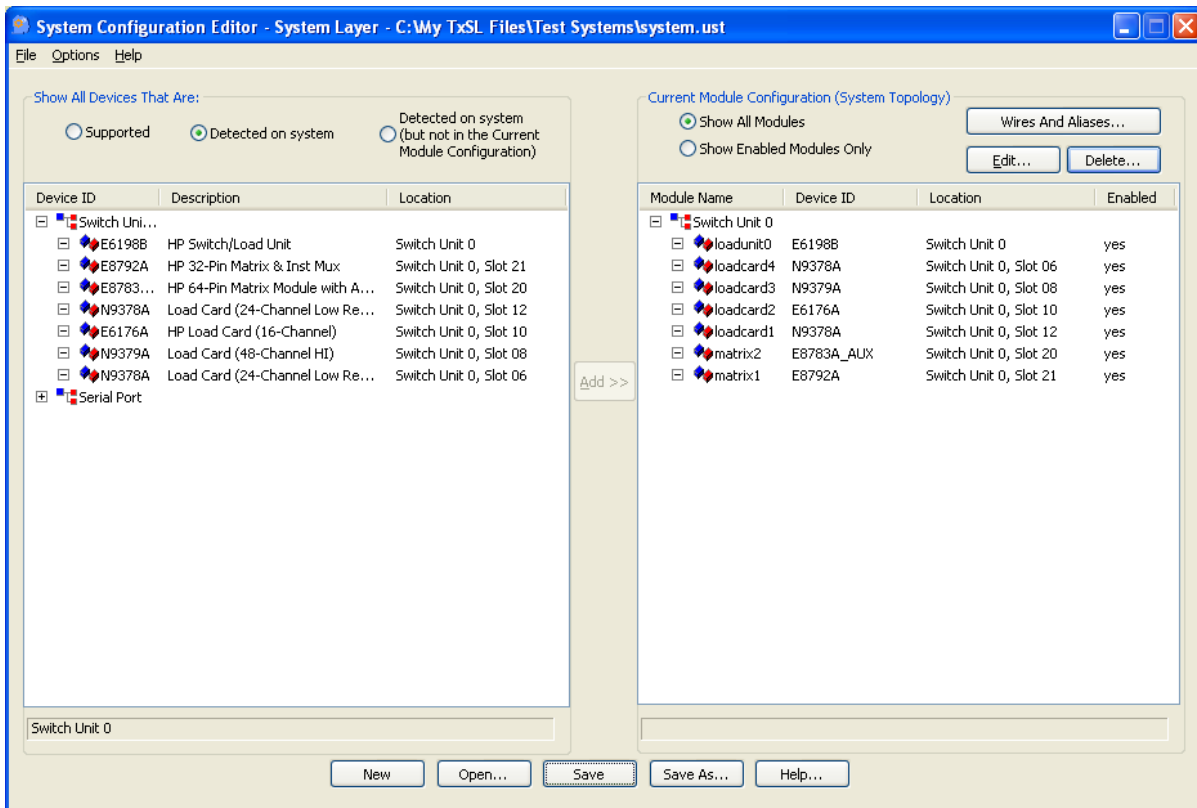 System Configuration Editor - System Layer - C:\My TxSL Files\Test Systems\system.ust
File Options Help
Show All Devices That Are:
Supported
Detected on system
Detected on system
(but not in the Current
Module Configuration)
Device ID Description Location
Switch Uni...
E6198B HP Switch/Load Unit Switch Unit 0
E8792A HP 32-Pin Matrix & Inst Mux Switch Unit 0, Slot 21
E8783... HP 64-Pin Matrix Module with A... Switch Unit 0, Slot 20
N9378A Load Card (24-Channel Low Re... Switch Unit 0, Slot 12
E6176A HP Load Card (16-Channel) Switch Unit 0, Slot 10
N9379A Load Card (48-Channel HI) Switch Unit 0, Slot 08
N9378A Load Card (24-Channel Low Re... Switch Unit 0, Slot 06
Serial Port
Switch Unit 0
Add >>
Current Module Configuration (System Topology)
Show All Modules
Wires And Aliases...
Show Enabled Modules Only
Edit... Delete...
Module Name Device ID Location Enabled
Switch Unit 0
loadunit0 E6198B Switch Unit 0 yes
loadcard4 N9378A Switch Unit 0, Slot 06 yes
loadcard3 N9379A Switch Unit 0, Slot 08 yes
loadcard2 E6176A Switch Unit 0, Slot 10 yes
loadcard1 N9378A Switch Unit 0, Slot 12 yes
matrix2 E8783A_AUX Switch Unit 0, Slot 20 yes
matrix1 E8792A Switch Unit 0, Slot 21 yes
New Open... Save Save As... Help...